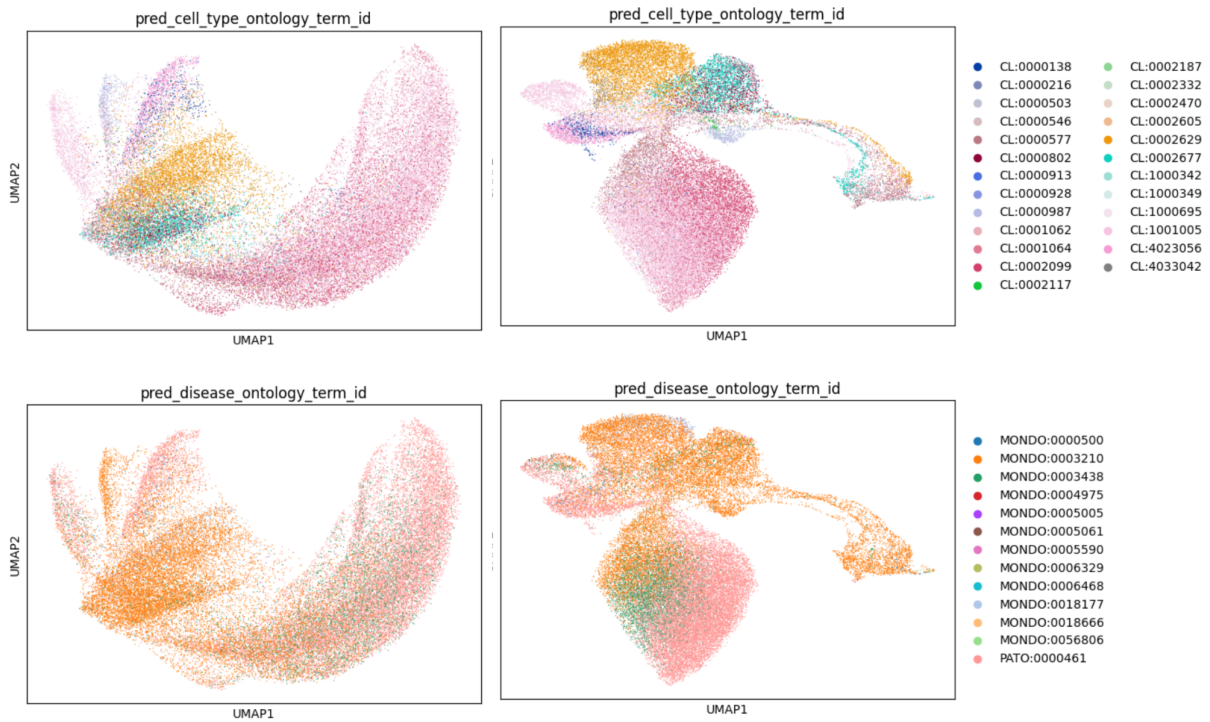 pred_cell_type_ontology_term_id
pred_cell_type_ontology_term_id
UMAP2
UMAP1
UMAP1
CL:0000138
CL:0000216
CL:0000503
CL:0000546
CL:0000577
CL:0000802
CL:0000913
CL:0000928
CL:0000987
CL:0001062
CL:0001064
CL:0002099
CL:0002117
CL:0002187
CL:0002332
CL:0002470
CL:0002605
CL:0002629
CL:0002677
CL:1000342
CL:1000349
CL:1000695
CL:1001005
CL:4023056
CL:4033042
pred_disease_ontology_term_id
pred_disease_ontology_term_id
UMAP2
UMAP1
UMAP1
MONDO:0000500
MONDO:0003210
MONDO:0003438
MONDO:0004975
MONDO:0005005
MONDO:0005061
MONDO:0005590
MONDO:0006329
MONDO:0006468
MONDO:0018177
MONDO:0018666
MONDO:0056806
PATO:0000461